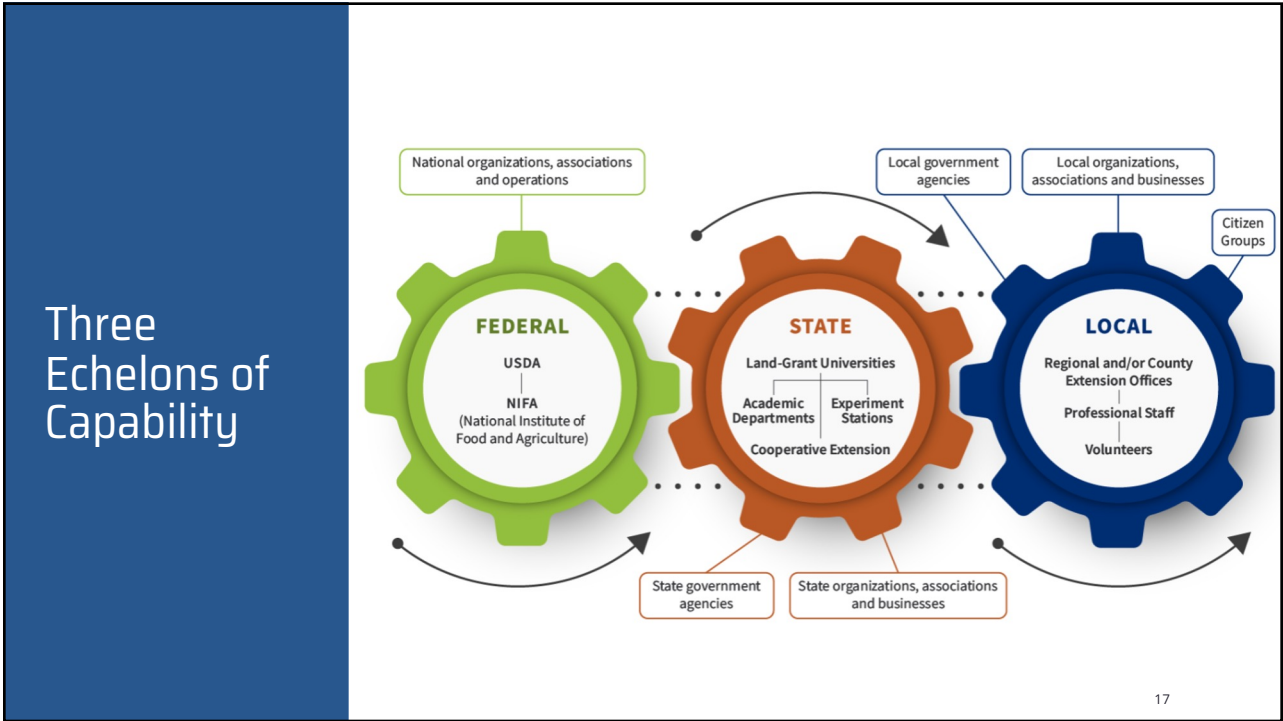 Three
Echelons of
Capability
National organizations, associations
and operations
FEDERAL
USDA
NIFA
(National Institute of
Food and Agriculture)
STATE
Land-Grant Universities
Academic
Departments
Experiment
Stations
Cooperative Extension
State government
agencies
State organizations, associations
and businesses
Local government
agencies
Local organizations,
associations and businesses
Citizen
Groups
LOCAL
Regional and/or County
Extension Offices
Professional Staff
Volunteers
17